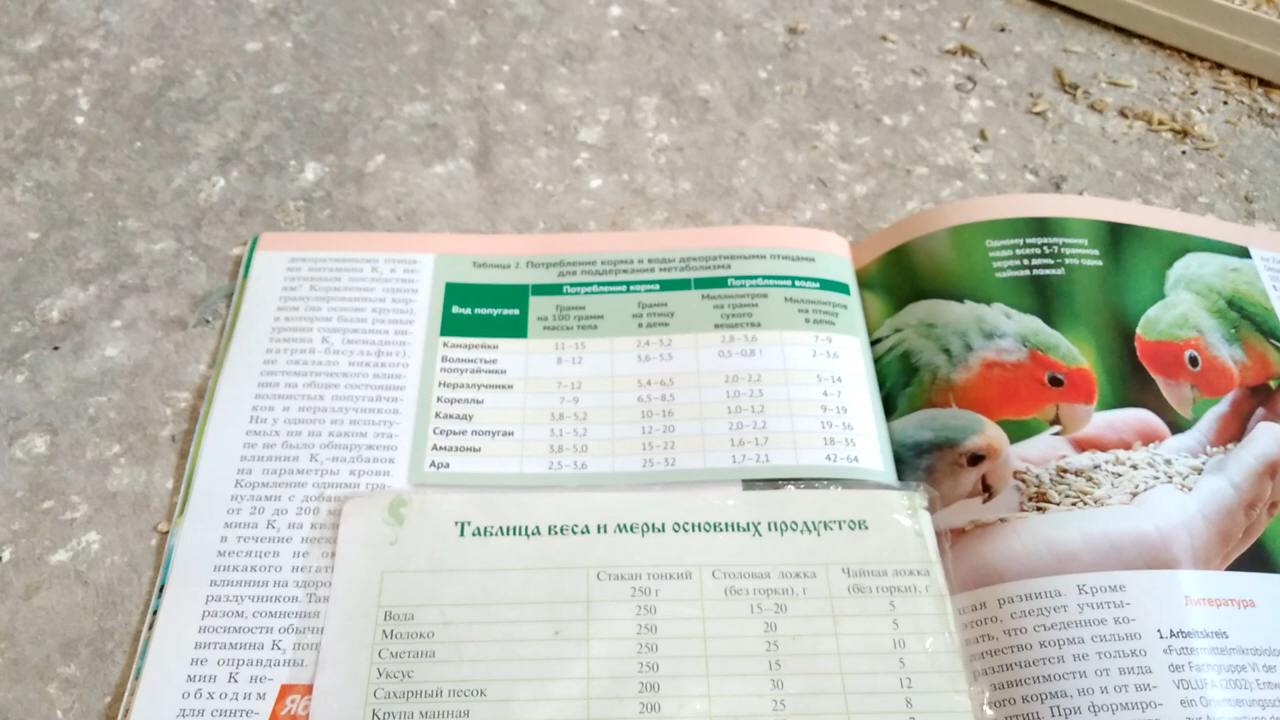 декоративными птица-
ми витамина K₃ к не-
гативным последстви-
ям? Кормление одним
гранулированным кор-
мом (на основе крупы),
в котором были разные
уровни содержания ви-
тамина K₃ (менадион-
натрий-бисульфит),
не оказало никакого
систематического влия-
ния на общее состояние
волнистых попугайчи-
ков и неразлучников.
Ни у одного из испыту-
емых ни на каком эта-
пе не было обнаружено
влияния K₃-надбавок
на параметры крови.
Кормление одними гра-
нулами с добав
от 20 до 200 м
мина K₃ на кил
в течение неск
месяцев не ок
никакого негат
влияния на здоро
разлучников. Так
разом, сомнения
носимости обычн
витамина K₃ поп
не оправданы.
мин К не-
обходим
для синте-
Таблица 2. Потребление корма и воды декоративными птицами
для поддержания метаболизма
Вид попугаев Потребление корма Потребление воды
Грамм на 100 грамм массы тела Грамм на птицу в день Миллилитров на грамм сухого вещества Миллилитров на птицу в день
Канарейки 11–15 2,4–3,2 2,8–3,6 7–9
Волнистые попугайчики 8–12 3,6–5,5 0,5–0,8 ! 2–3,6
Неразлучники 7–12 5,4–6,5 2,0–2,2 5–14
Кореллы 7–9 6,5–8,5 1,0–2,3 4–7
Какаду 3,8–5,2 10–16 1,0–1,2 9–19
Серые попугаи 3,1–5,2 12–20 2,0–2,2 19–36
Амазоны 3,8–5,0 15–22 1,6–1,7 18–35
Ара 2,5–3,6 25–32 1,7–2,1 42–64
Таблица веса и меры основных продуктов
Стакан тонкий 250 г Столовая ложка (без горки), г Чайная ложка (без горки), г
Вода 250 15–20 5
Молоко 250 20 5
Сметана 250 25 10
Уксус 250 15 5
Сахарный песок 200 30 12
Крупа манная 200 25 8
Одному неразлучнику
надо всего 5-7 граммов
зерен в день – это одна
чайная ложка!
разница. Кроме
этого, следует учиты-
вать, что съеденное ко-
личество корма сильно
различается не только
зависимости от вида
того корма, но и от ви-
птиц. При формиро-
Литература
1. Arbeitskreis
«Futtermittelmikrobiolo
der Fachgruppe VI der
VDLUFA (2002): Entw
ein Orientierungssc